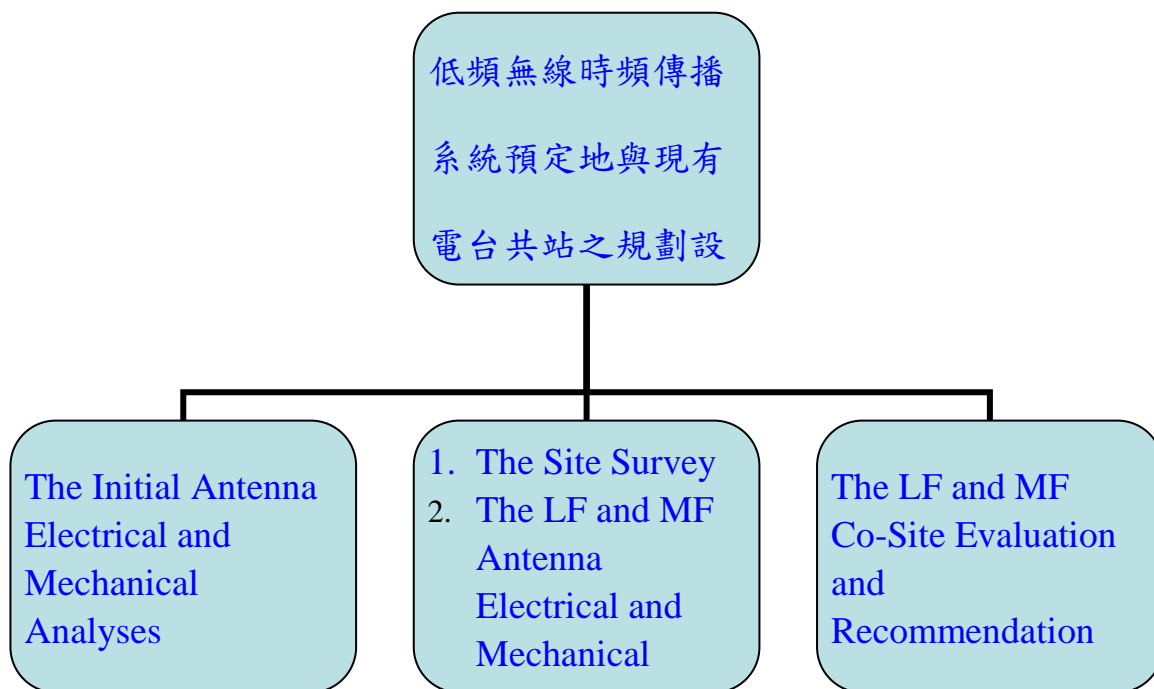 低頻無線時頻傳播
系統預定地與現有
電台共站之規劃設
The Initial Antenna
Electrical and
Mechanical
Analyses
1. The Site Survey
2. The LF and MF
Antenna
Electrical and
Mechanical
The LF and MF
Co-Site Evaluation
and
Recommendation